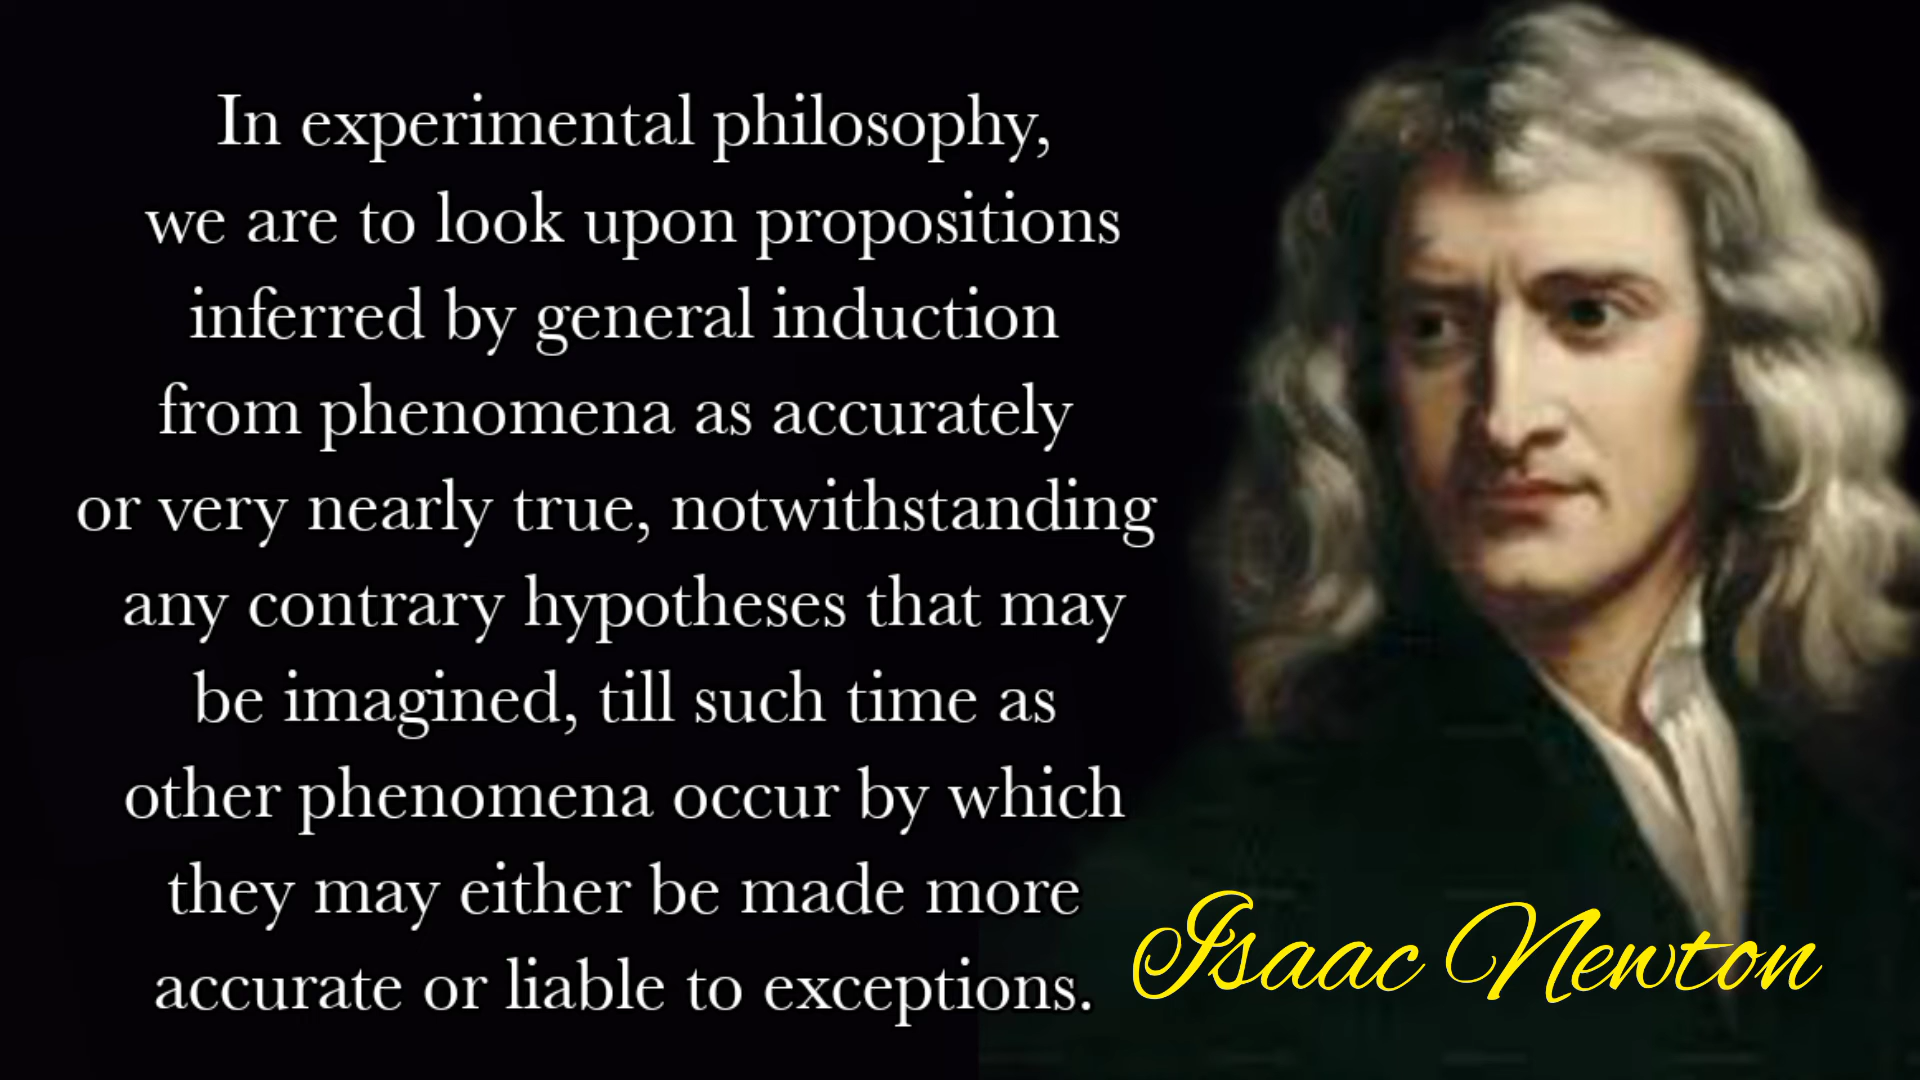 In experimental philosophy,
we are to look upon propositions
inferred by general induction
from phenomena as accurately
or very nearly true, notwithstanding
any contrary hypotheses that may
be imagined, till such time as
other phenomena occur by which
they may either be made more
accurate or liable to exceptions.
Isaac Newton